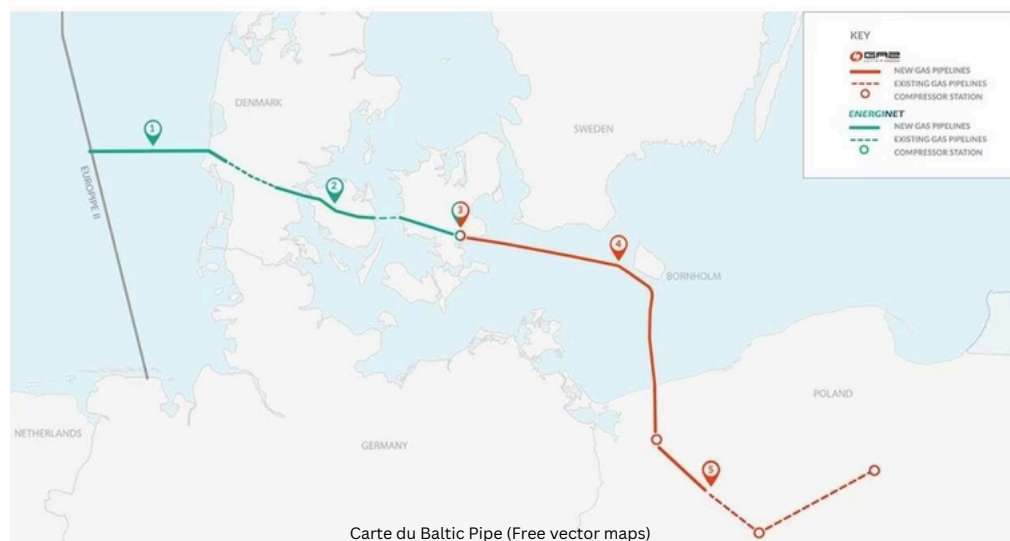 KEY
GAZ
NEW GAS PIPELINES
EXISTING GAS PIPELINES
COMPRESSOR STATION
ENERGINET
NEW GAS PIPELINES
EXISTING GAS PIPELINES
COMPRESSOR STATION
DENMARK
SWEDEN
1
EUROPIPE II
2
3
4
BORNHOLM
POLAND
NETHERLANDS
GERMANY
5
Carte du Baltic Pipe (Free vector maps)